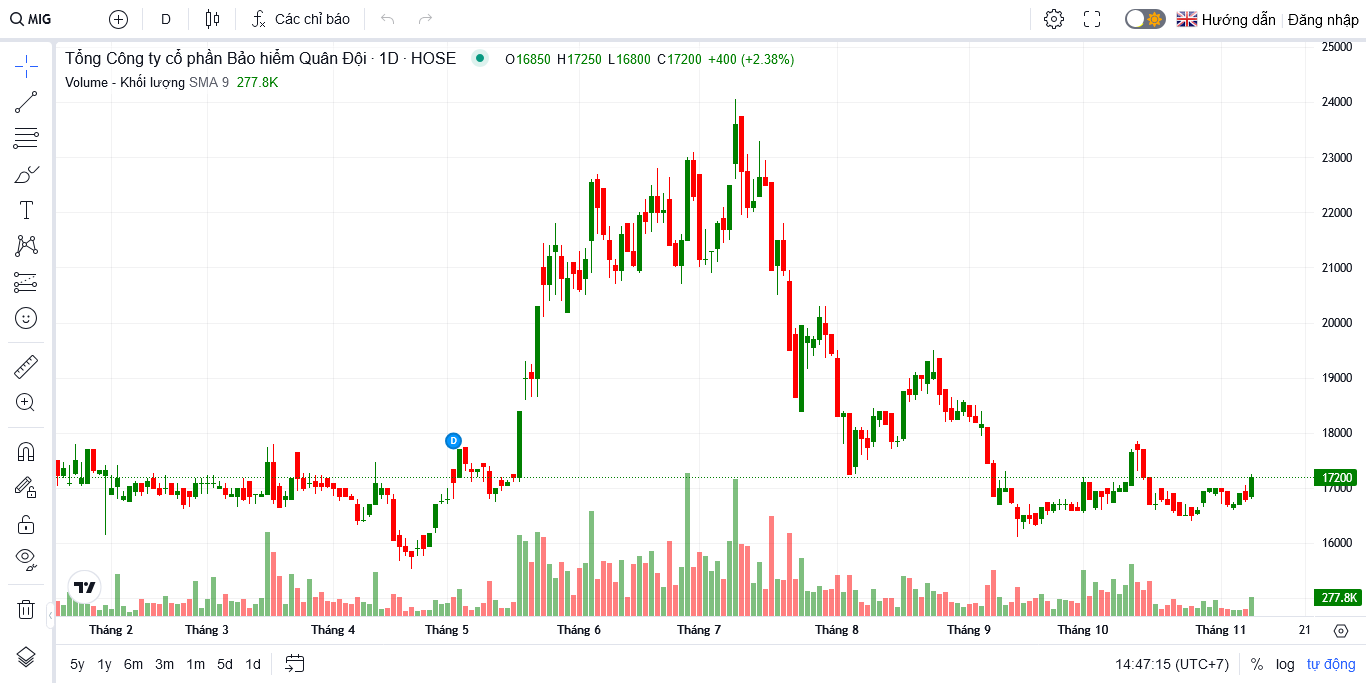 MIG D Các chỉ báo Hướng dẫn Đăng nhập
Tổng Công ty cổ phần Bảo hiểm Quân Đội · 1D · HOSE O16850 H17250 L16800 C17200 +400 (+2.38%)
Volume - Khối lượng SMA 9 277.8K
25000
24000
23000
22000
21000
20000
19000
18000
D
17200
17000
16000
277.8K
Tháng 2 Tháng 3 Tháng 4 Tháng 5 Tháng 6 Tháng 7 Tháng 8 Tháng 9 Tháng 10 Tháng 11 21
5y 1y 6m 3m 1m 5d 1d 14:47:15 (UTC+7) % log tự động